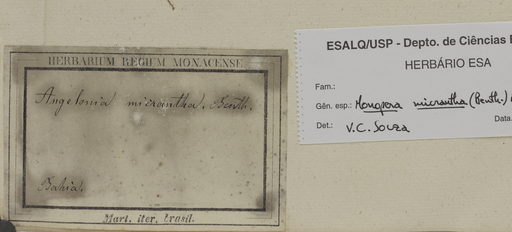 HERBARIUM REGIUM MONACENSE
Angelonia micrantha. Benth.
Bahia.
Mart. iter. brasil.
ESALQ/USP - Depto. de Ciências
HERBÁRIO ESA
Fam.:
Gên. esp.: Monopera micrantha (Benth.)
Det.: V.C. Souza
Data.